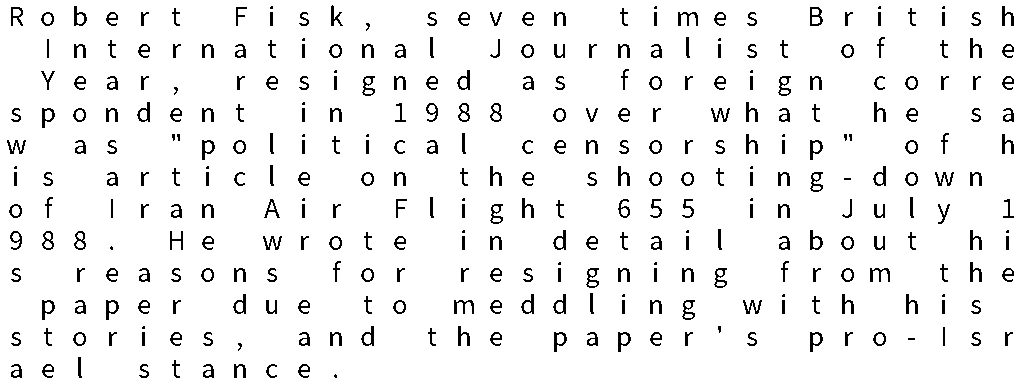 Robert Fisk, seven times British
International Journalist of the
Year, resigned as foreign corre
spondent in 1988 over what he sa
w as "political censorship" of h
is article on the shooting-down
of Iran Air Flight 655 in July 1
988. He wrote in detail about hi
s reasons for resigning from the
paper due to meddling with his
stories, and the paper's pro-Isr
ael stance.